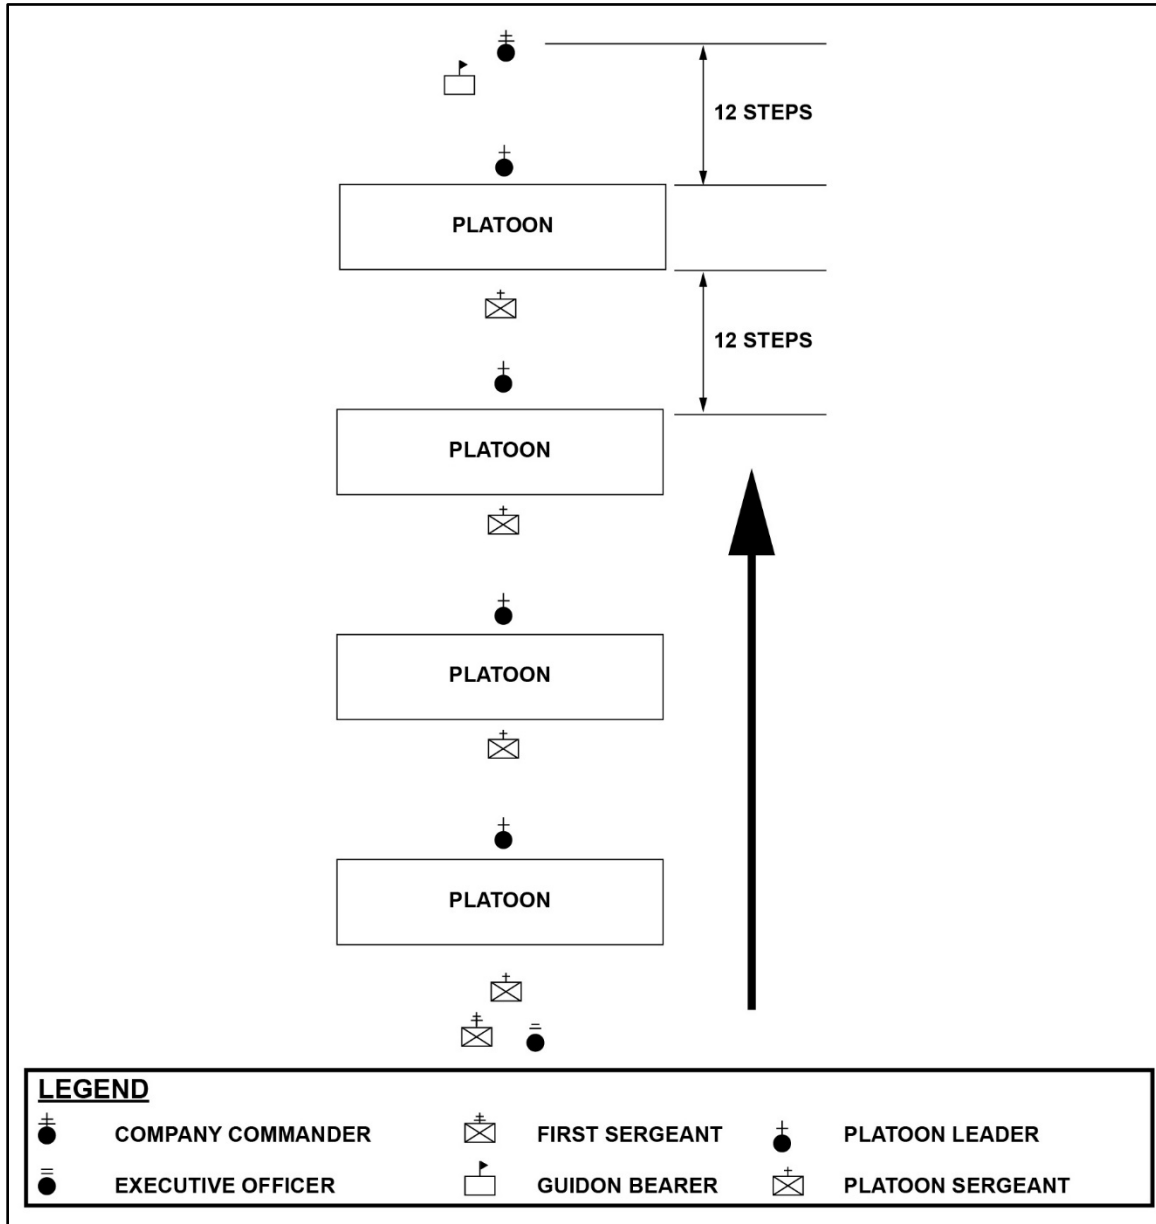 12 STEPS
PLATOON
12 STEPS
PLATOON
PLATOON
PLATOON
LEGEND
COMPANY COMMANDER FIRST SERGEANT PLATOON LEADER
EXECUTIVE OFFICER GUIDON BEARER PLATOON SERGEANT